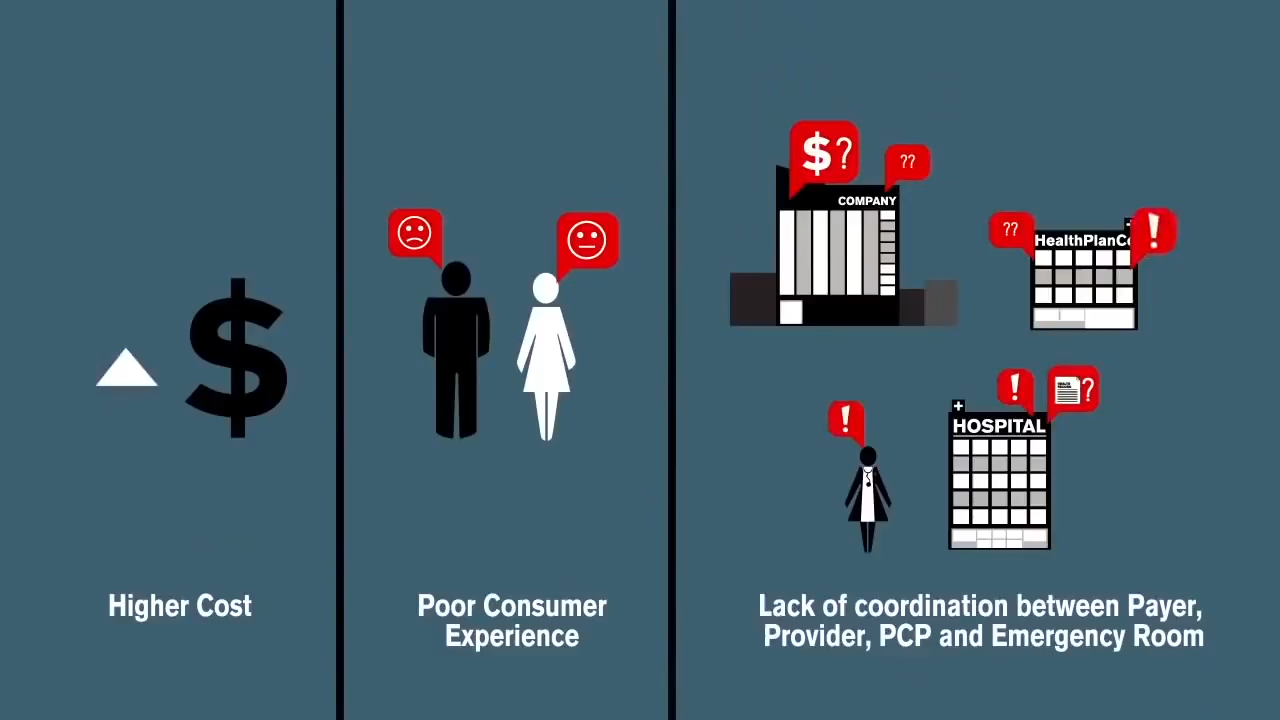 $
Higher Cost
Poor Consumer
Experience
$?
??
COMPANY
??
!
HealthPlanCo
!
!
?
HOSPITAL
Lack of coordination between Payer,
Provider, PCP and Emergency Room